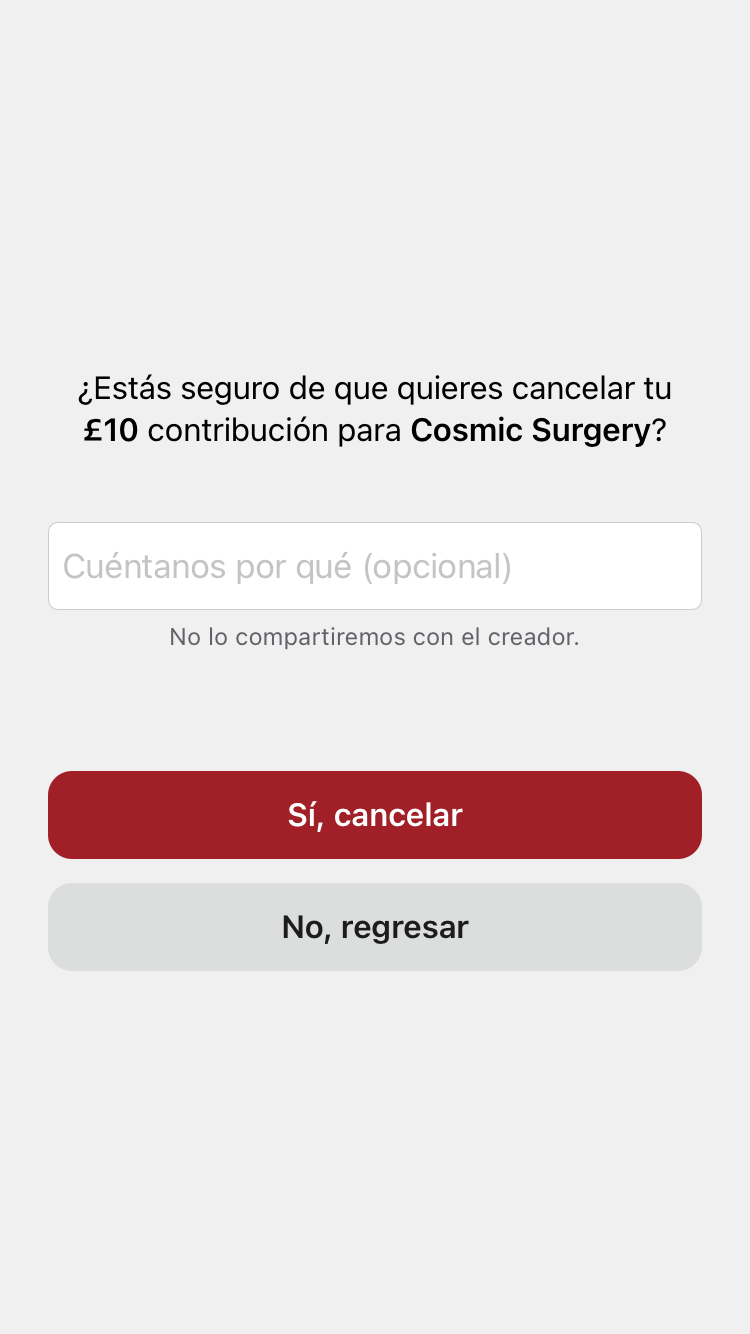 ¿Estás seguro de que quieres cancelar tu
£10 contribución para Cosmic Surgery?
Cuéntanos por qué (opcional)
No lo compartiremos con el creador.
Sí, cancelar
No, regresar